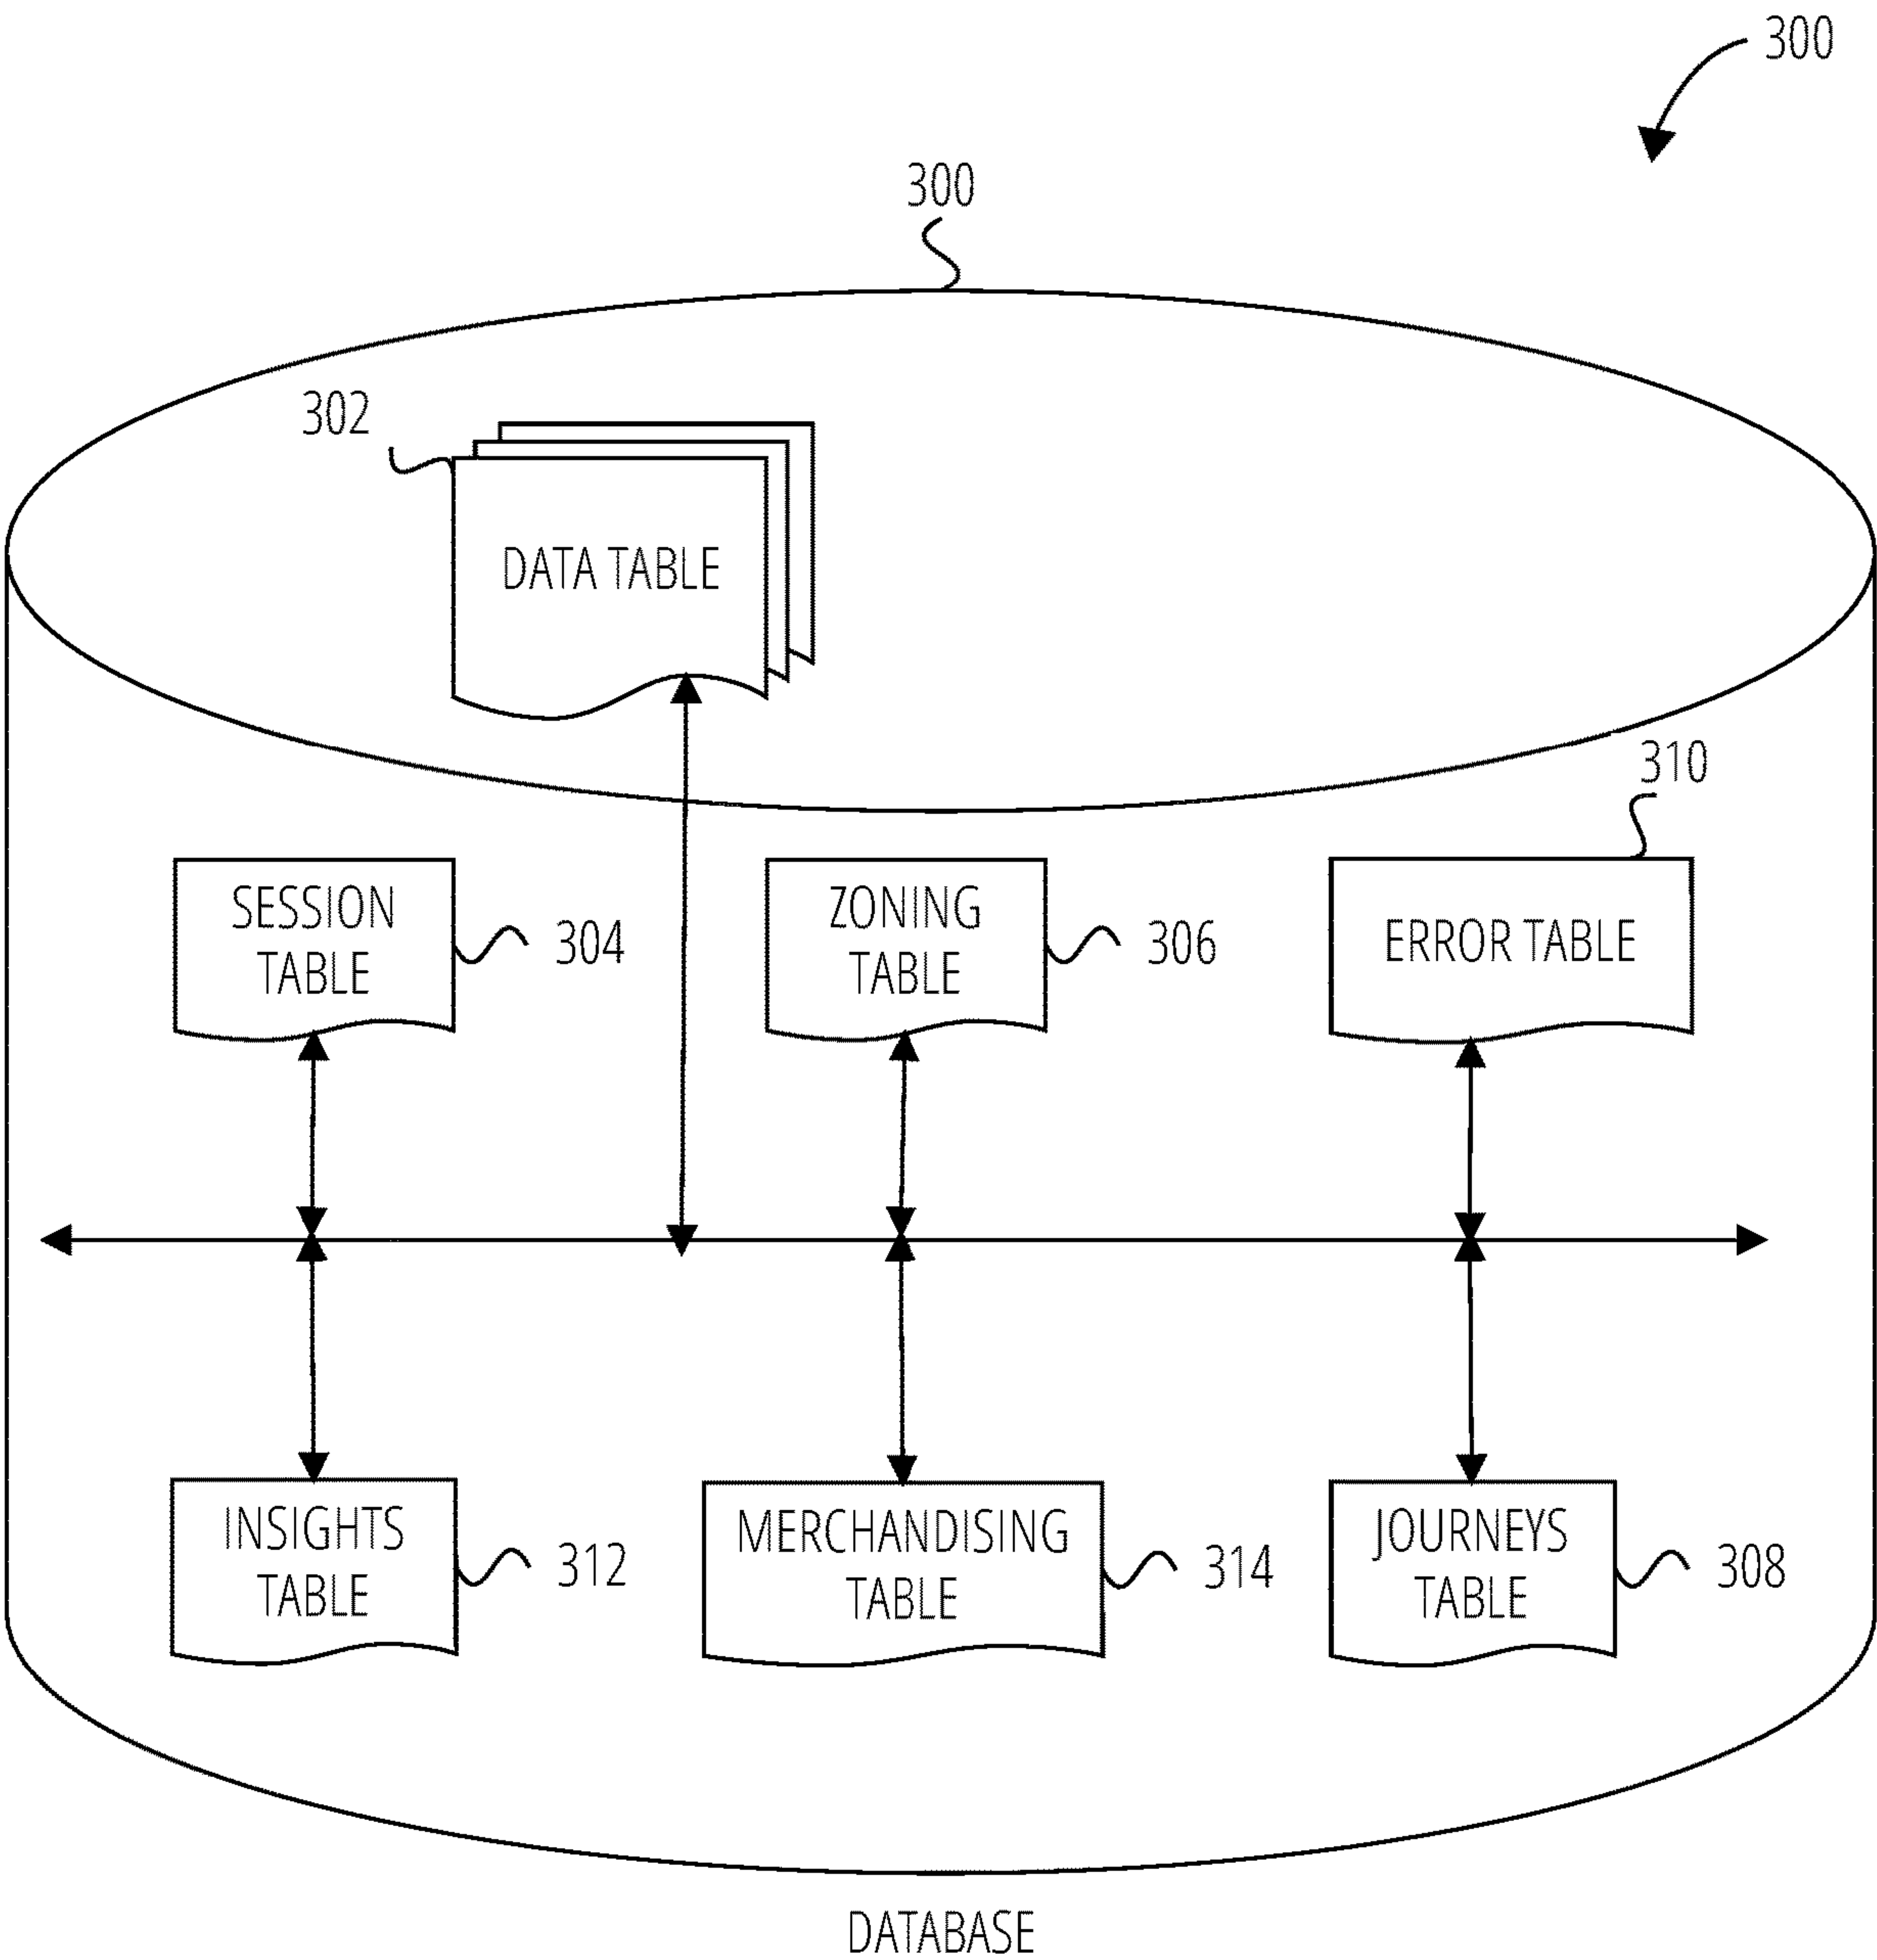 300
300
302
DATA TABLE
310
SESSION
TABLE
304
ZONING
TABLE
306
ERROR TABLE
INSIGHTS
TABLE
312
MERCHANDISING
TABLE
314
JOURNEYS
TABLE
308
DATABASE